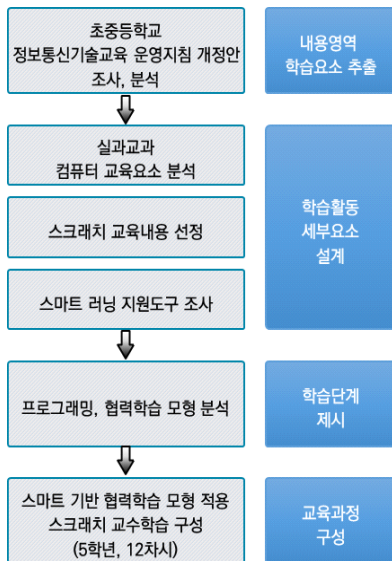 초중등학교
정보통신기술교육 운영지침 개정안
조사, 분석
내용영역
학습요소 추출
실과교과
컴퓨터 교육요소 분석
스크래치 교육내용 선정
스마트 러닝 지원도구 조사
학습활동
세부요소
설계
프로그래밍, 협력학습 모형 분석
학습단계
제시
스마트 기반 협력학습 모형 적용
스크래치 교수학습 구성
(5학년, 12차시)
교육과정
구성